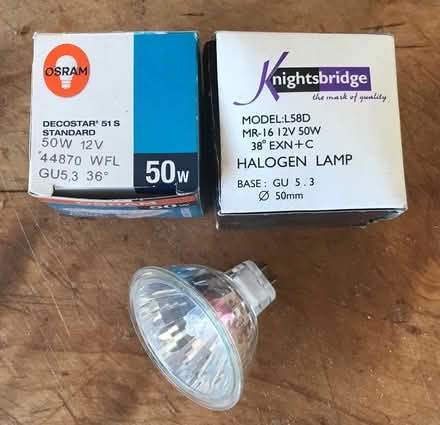 OSRAM
DECOSTAR® 51 S
STANDARD
50W 12V
44870 WFL
GU5,3 36°
50W
Knightsbridge
the mark of quality
MODEL:L58D
MR-16 12V 50W
38° EXN+C
HALOGEN LAMP
BASE: GU 5.3
Ø 50mm